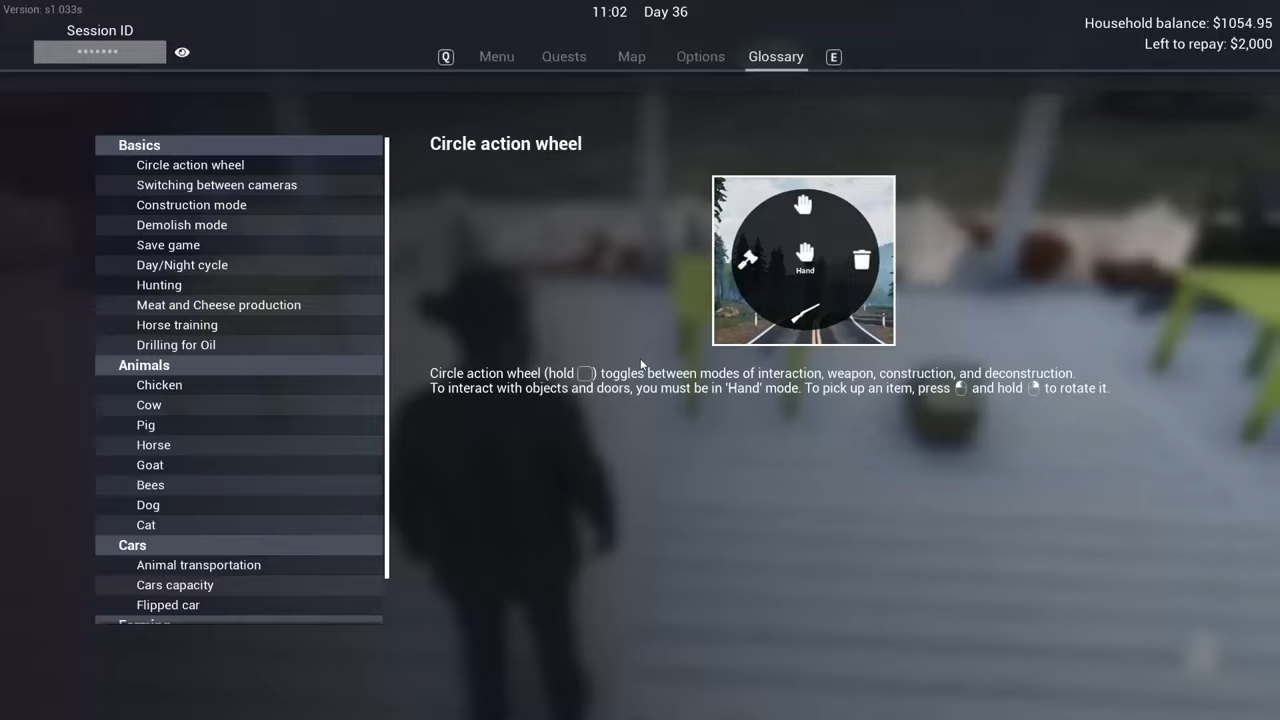 Version: s1 033s
11:02 Day 36
Household balance: $1054.95
Session ID
Left to repay: $2,000
*******
Q Menu Quests Map Options Glossary E
Basics
Circle action wheel
Switching between cameras
Construction mode
Demolish mode
Save game
Day/Night cycle
Hunting
Meat and Cheese production
Horse training
Drilling for Oil
Animals
Chicken
Cow
Pig
Horse
Goat
Bees
Dog
Cat
Cars
Animal transportation
Cars capacity
Flipped car
Circle action wheel
Hand
Circle action wheel (hold ) toggles between modes of interaction, weapon, construction, and deconstruction.
To interact with objects and doors, you must be in 'Hand' mode. To pick up an item, press and hold to rotate it.